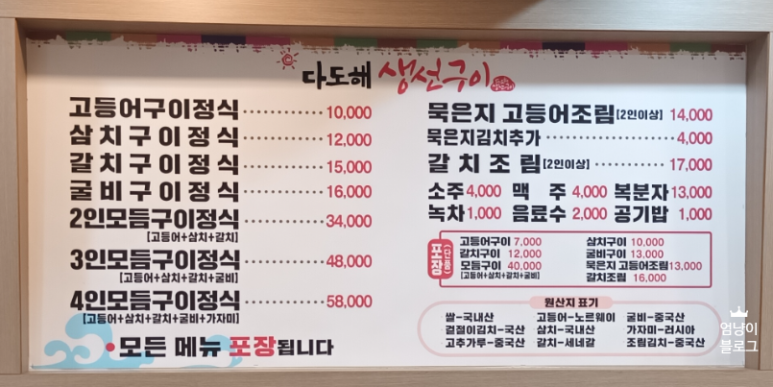 다도해 생선구이
고등어구이정식 10,000
삼치구이정식 12,000
갈치구이정식 15,000
굴비구이정식 16,000
2인모듬구이정식 34,000
[고등어+삼치+갈치]
3인모듬구이정식 48,000
[고등어+삼치+갈치+굴비]
4인모듬구이정식 58,000
[고등어+삼치+갈치+굴비+가자미]
•모든 메뉴 포장됩니다
묵은지 고등어조림[2인이상] 14,000
묵은지김치추가 4,000
갈치조림[2인이상] 17,000
소주 4,000 맥주 4,000 복분자 13,000
녹차 1,000 음료수 2,000 공기밥 1,000
포장
고등어구이 7,000 삼치구이 10,000
갈치구이 12,000 굴비구이 13,000
모듬구이 40,000 묵은지 고등어조림 13,000
[고등어+삼치+갈치+굴비] 갈치조림 16,000
원산지 표기
쌀-국내산 고등어-노르웨이 굴비-중국산
겉절이김치-국산 삼치-국내산 가자미-러시아
고추가루-중국산 갈치-세네갈 조림김치-중국산
엄냥이
블로그